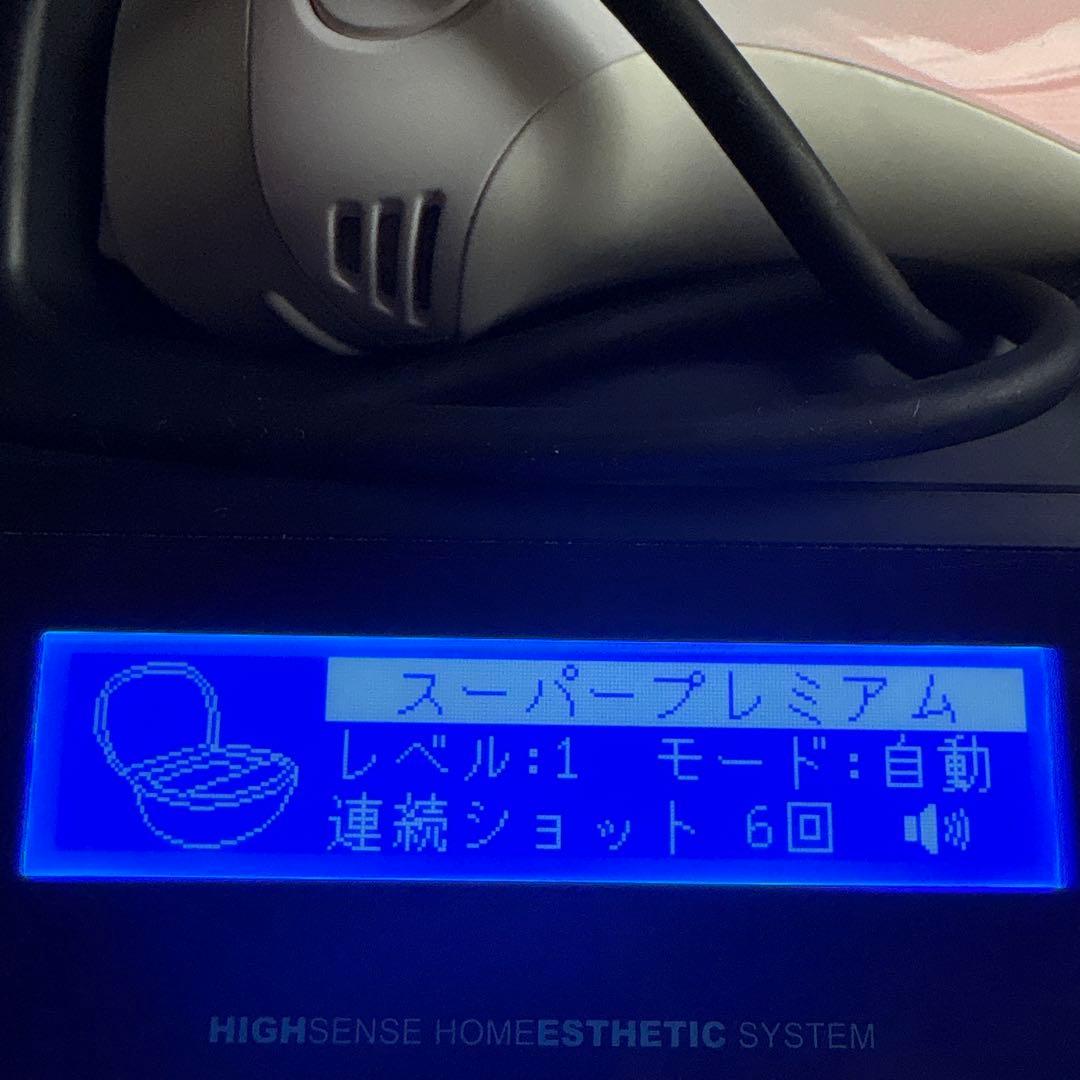 スーパープレミアム
レベル:1 モード:自動
連続ショット 6回
HIGHSENSE HOMEESTHETIC SYSTEM